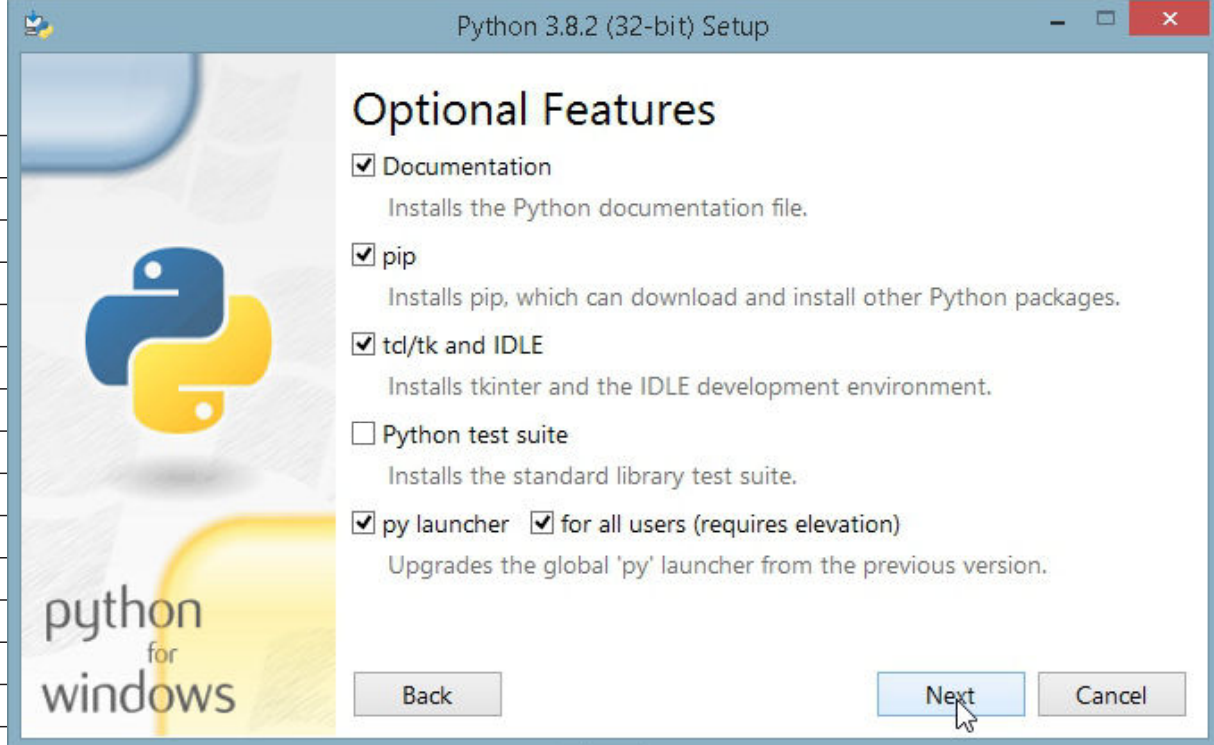 Python 3.8.2 (32-bit) Setup
Optional Features
Documentation
Installs the Python documentation file.
pip
Installs pip, which can download and install other Python packages.
tcl/tk and IDLE
Installs tkinter and the IDLE development environment.
Python test suite
Installs the standard library test suite.
py launcher for all users (requires elevation)
Upgrades the global 'py' launcher from the previous version.
python
for
windows
Back Next Cancel